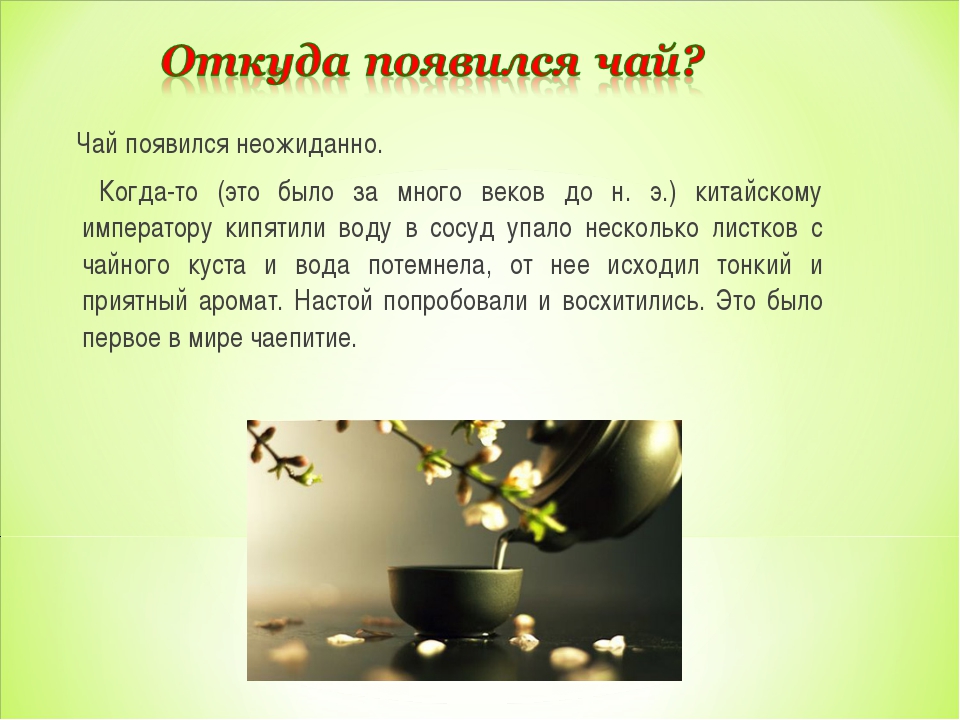 Откуда появился чай?
Чай появился неожиданно.
Когда-то (это было за много веков до н. э.) китайскому
императору кипятили воду в сосуд упало несколько листков с
чайного куста и вода потемнела, от нее исходил тонкий и
приятный аромат. Настой попробовали и восхитились. Это было
первое в мире чаепитие.